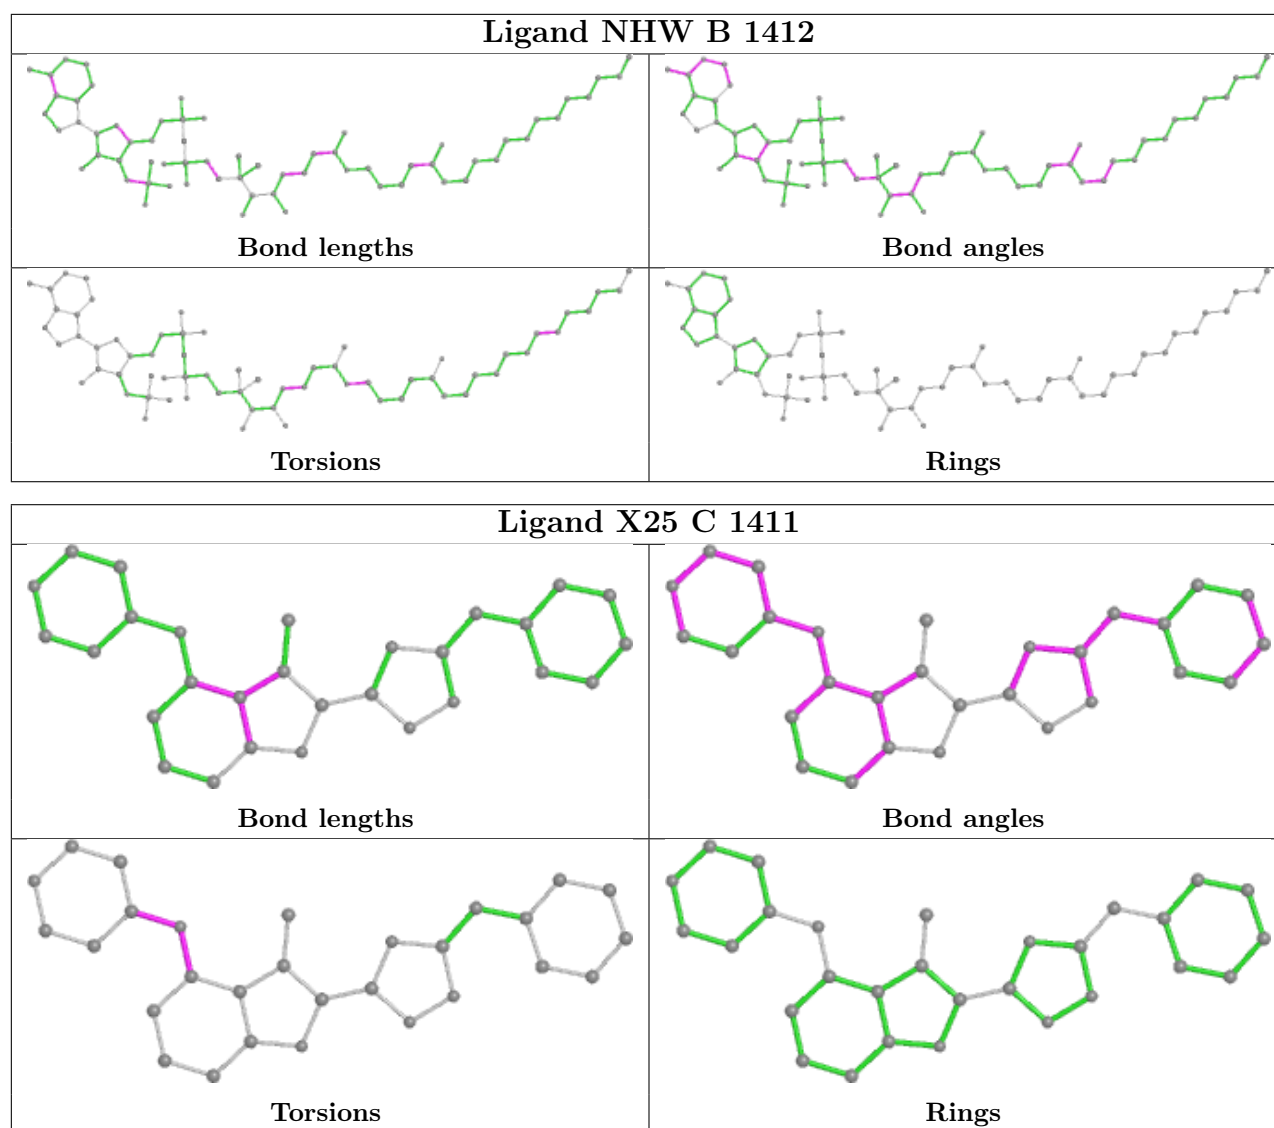 Ligand NHW B 1412
Bond lengths
Bond angles
Torsions
Rings
Ligand X25 C 1411
Bond lengths
Bond angles
Torsions
Rings